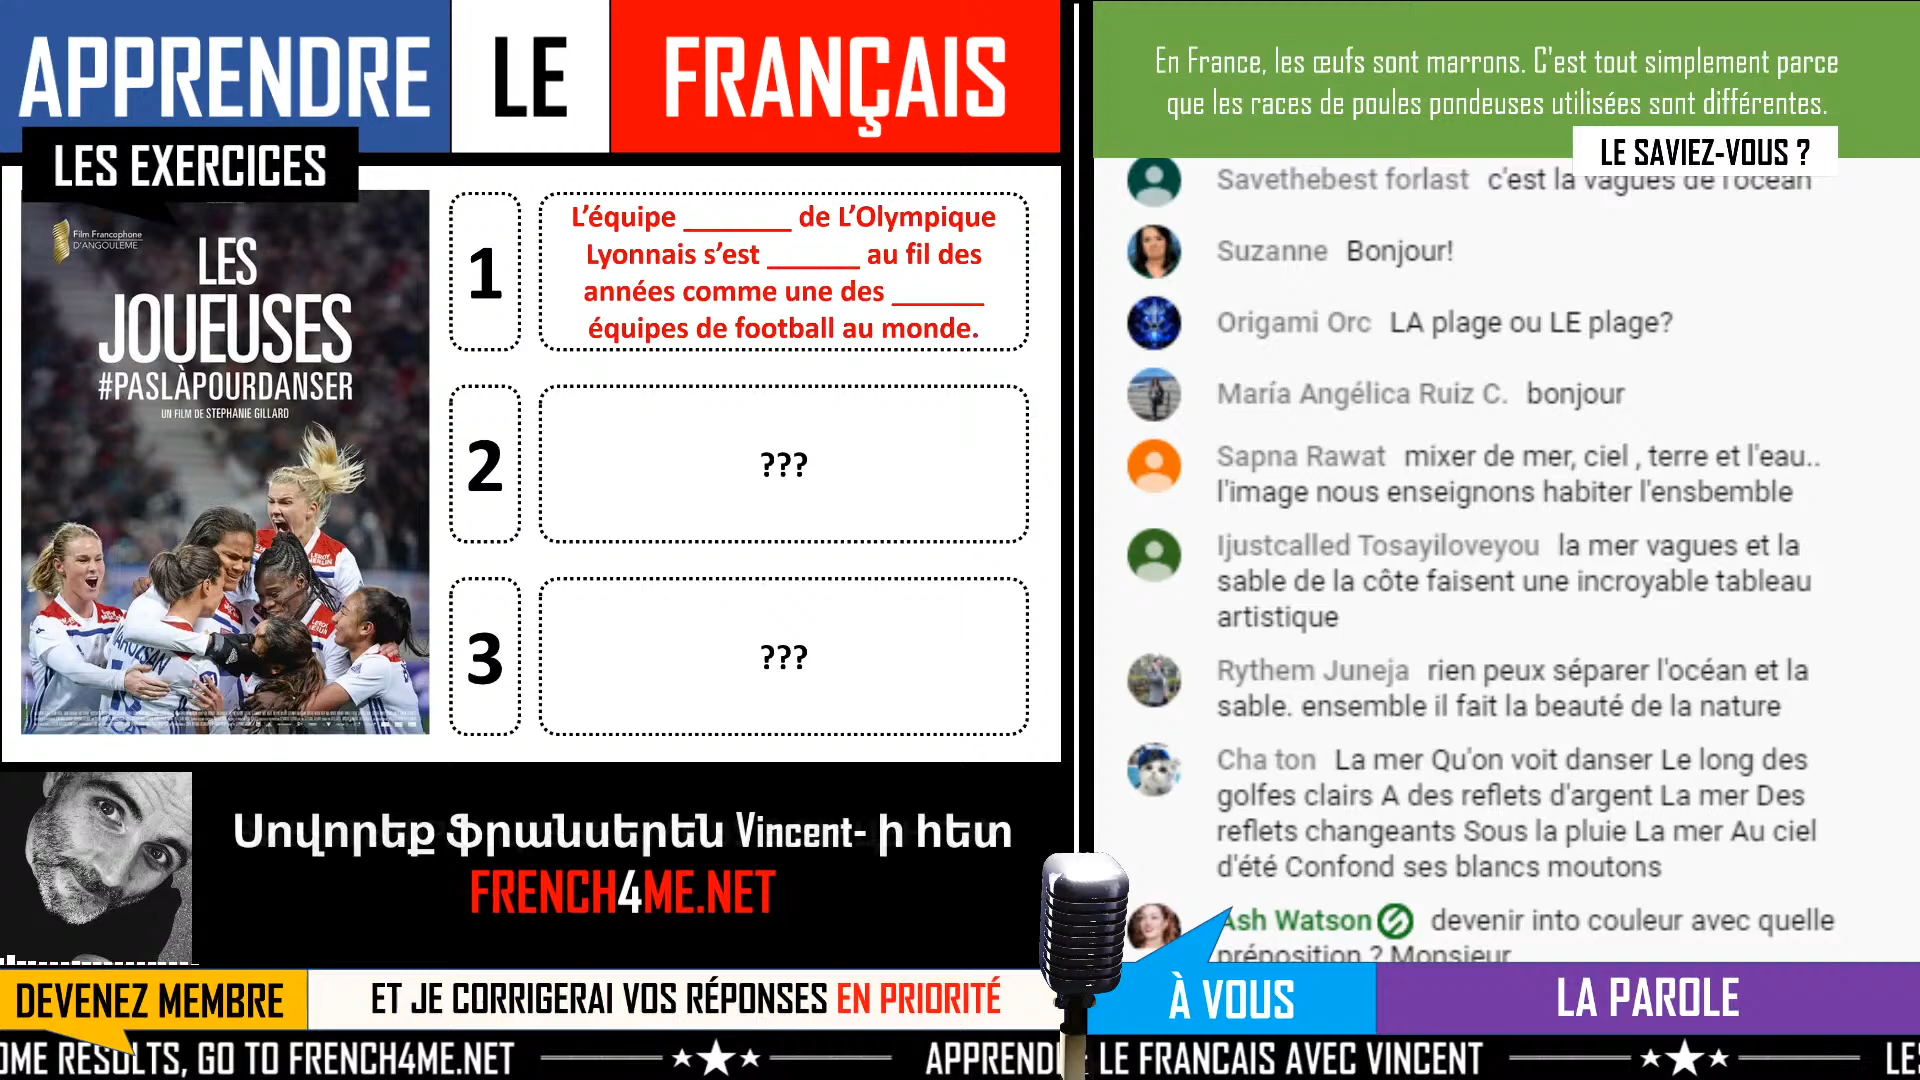 APPRENDRE LE FRANÇAIS
LES EXERCICES
Film Francophone
D'ANGOULÊME
LES
JOUEUSES
#PASLÀPOURDANSER
UN FILM DE STEPHANIE GILLARD
1
L’équipe _______ de L’Olympique
Lyonnais s’est ______ au fil des
années comme une des ______
équipes de football au monde.
2
???
3
???
Սովորեք ֆրանսերեն Vincent- ի հետ
FRENCH4ME.NET
DEVENEZ MEMBRE
ET JE CORRIGERAI VOS RÉPONSES EN PRIORITÉ
En France, les œufs sont marrons. C'est tout simplement parce
que les races de poules pondeuses utilisées sont différentes.
LE SAVIEZ-VOUS ?
Savethebest forlast c'est la vagues de l'océan
Suzanne Bonjour!
Origami Orc LA plage ou LE plage?
María Angélica Ruiz C. bonjour
Sapna Rawat mixer de mer, ciel , terre et l'eau..
l'image nous enseignons habiter l'ensbemble
Ijustcalled Tosayiloveyou la mer vagues et la
sable de la côte faisent une incroyable tableau
artistique
Rythem Juneja rien peux séparer l'océan et la
sable. ensemble il fait la beauté de la nature
Cha ton La mer Qu'on voit danser Le long des
golfes clairs A des reflets d'argent La mer Des
reflets changeants Sous la pluie La mer Au ciel
d'été Confond ses blancs moutons
Ash Watson devenir into couleur avec quelle
préposition ? Monsieur
À VOUS LA PAROLE
OME RESULTS, GO TO FRENCH4ME.NET APPREND LE FRANCAIS AVEC VINCENT LE